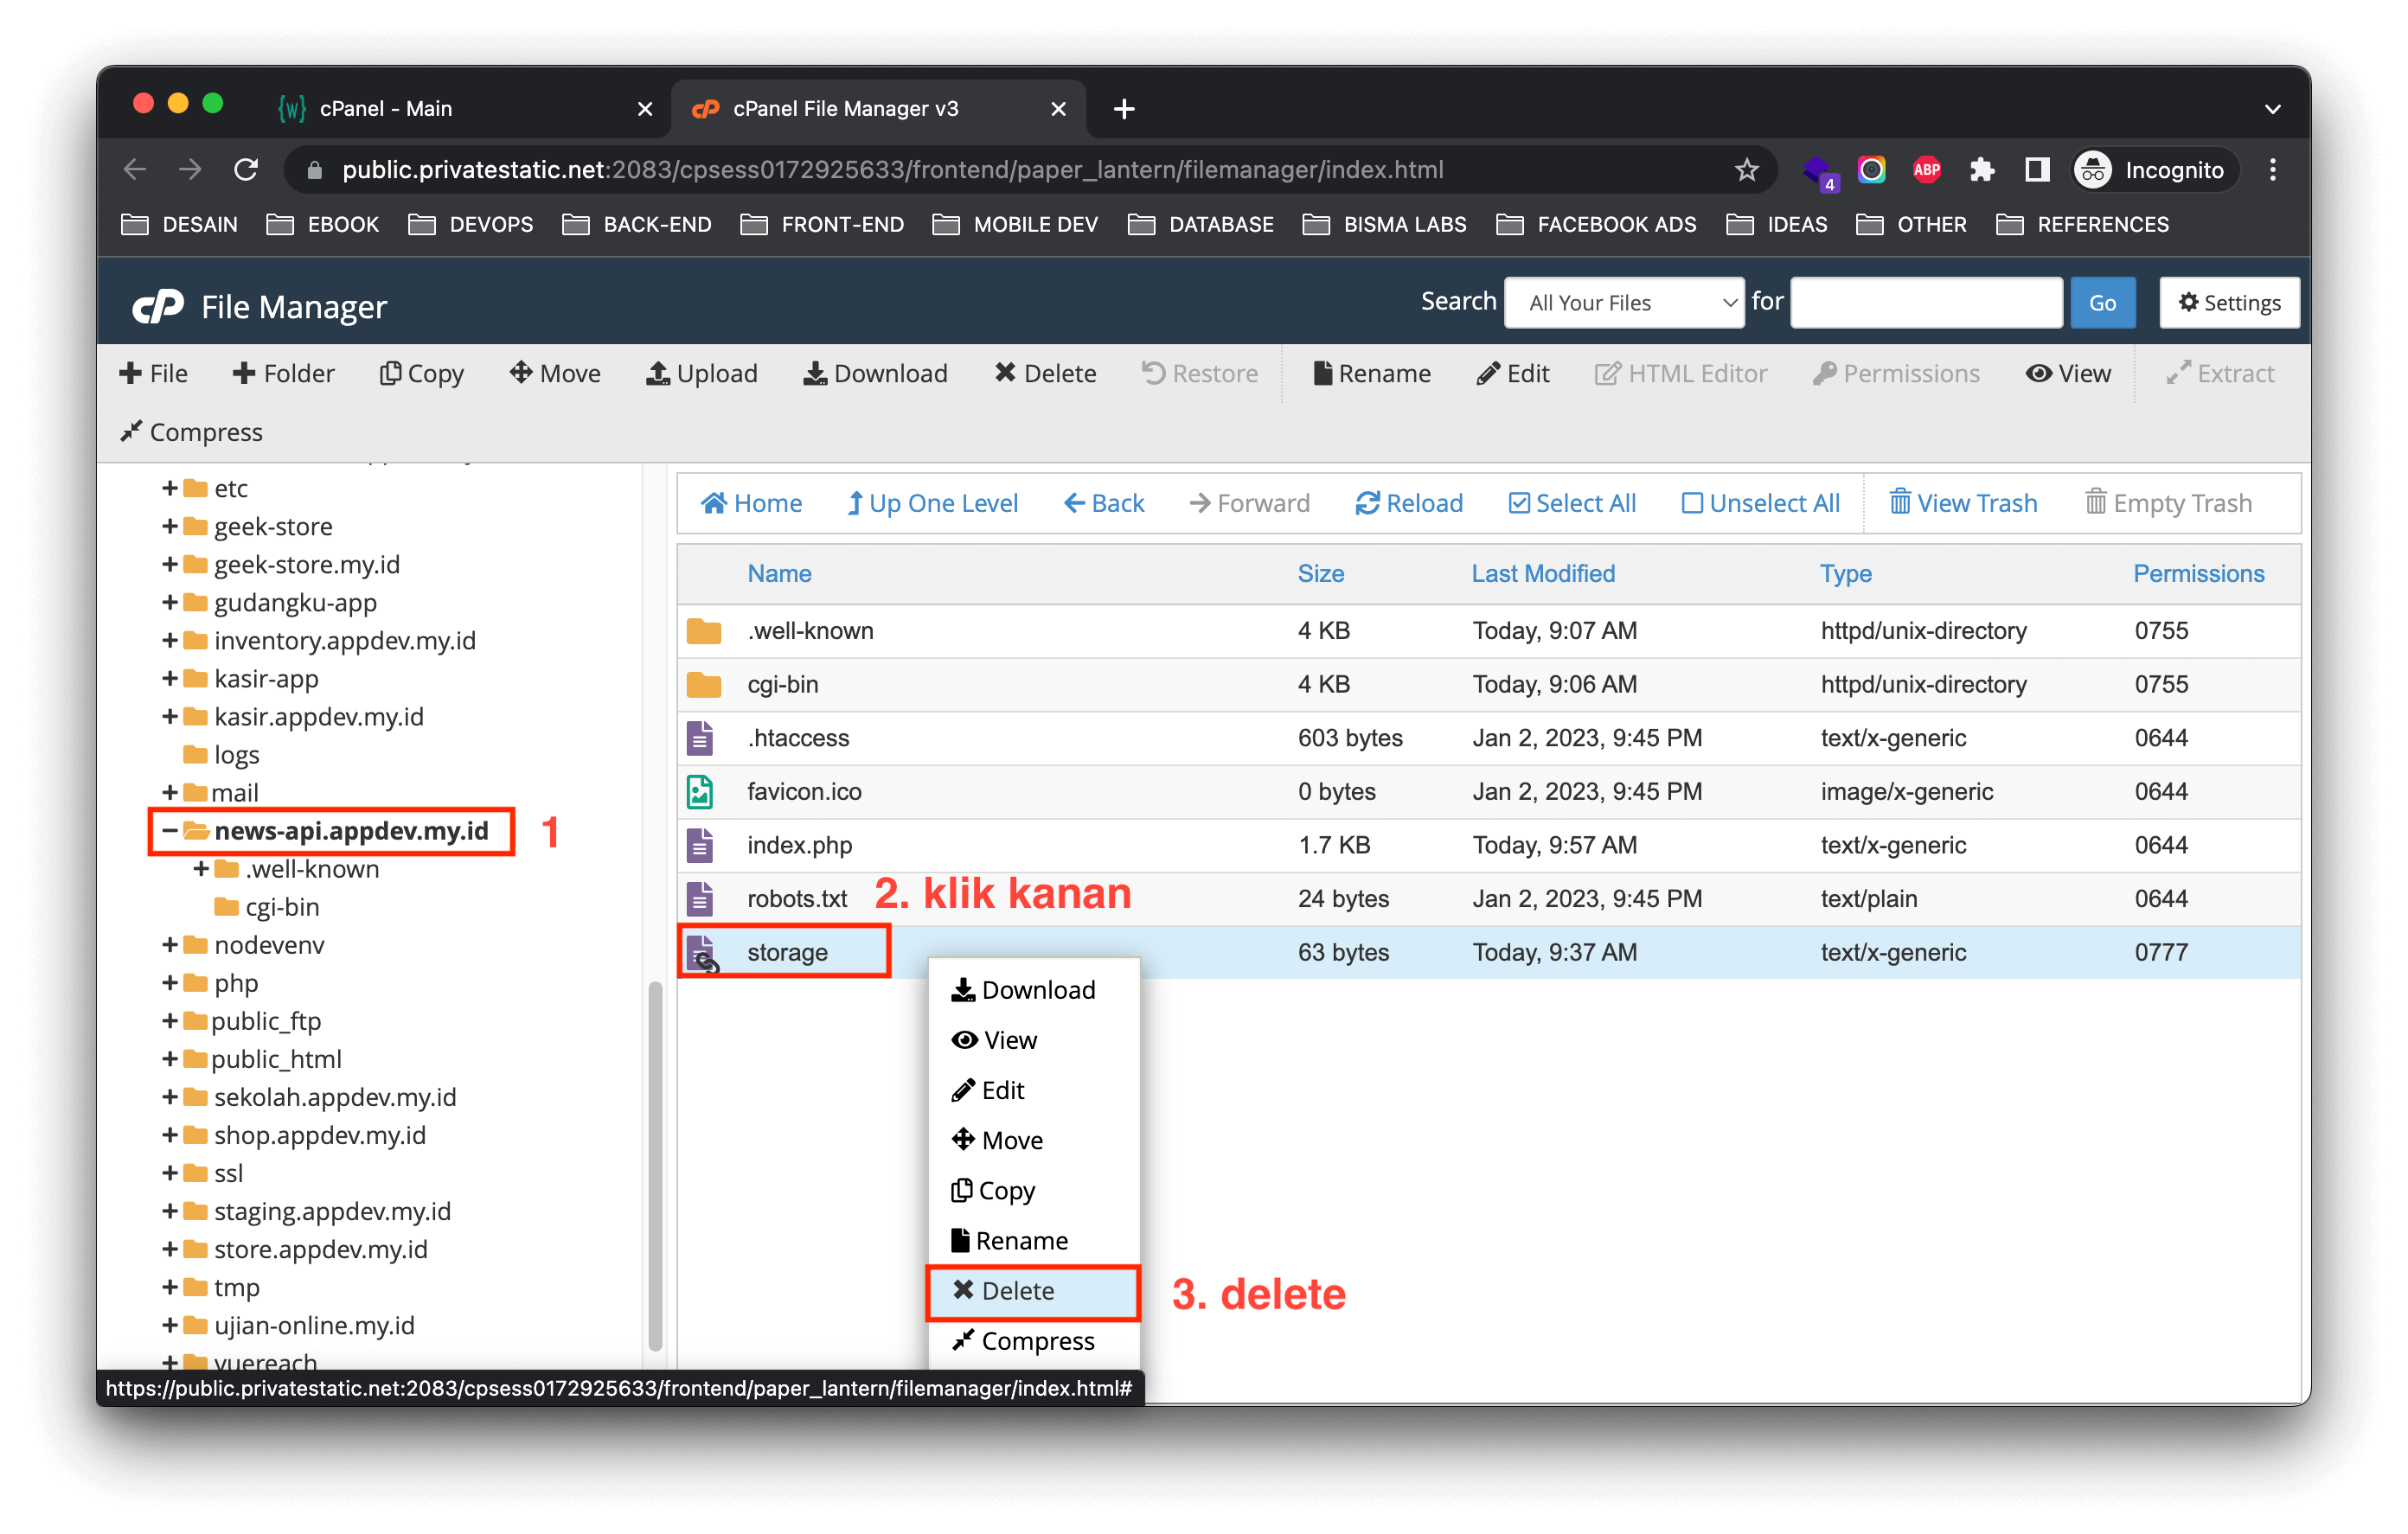 cPanel - Main
cPanel File Manager v3
public.privatestatic.net:2083/cpsess0172925633/frontend/paper_lantern/filemanager/index.html
4
ABP
Incognito
DESAIN EBOOK DEVOPS BACK-END FRONT-END MOBILE DEV DATABASE BISMA LABS FACEBOOK ADS IDEAS OTHER REFERENCES
cP File Manager
Search All Your Files for Go Settings
File Folder Copy Move Upload Download Delete Restore Rename Edit HTML Editor Permissions View Extract
Compress
etc
geek-store
geek-store.my.id
gudangku-app
inventory.appdev.my.id
kasir-app
kasir.appdev.my.id
logs
mail
news-api.appdev.my.id 1
.well-known
cgi-bin
nodevenv
php
public_ftp
public_html
sekolah.appdev.my.id
shop.appdev.my.id
ssl
staging.appdev.my.id
store.appdev.my.id
tmp
ujian-online.my.id
vuereach
Home Up One Level Back Forward Reload Select All Unselect All View Trash Empty Trash
Name Size Last Modified Type Permissions
.well-known 4 KB Today, 9:07 AM httpd/unix-directory 0755
cgi-bin 4 KB Today, 9:06 AM httpd/unix-directory 0755
.htaccess 603 bytes Jan 2, 2023, 9:45 PM text/x-generic 0644
favicon.ico 0 bytes Jan 2, 2023, 9:45 PM image/x-generic 0644
index.php 1.7 KB Today, 9:57 AM text/x-generic 0644
robots.txt 24 bytes Jan 2, 2023, 9:45 PM text/plain 0644
2. klik kanan
storage 63 bytes Today, 9:37 AM text/x-generic 0777
Download
View
Edit
Move
Copy
Rename
Delete
3. delete
Compress
https://public.privatestatic.net:2083/cpsess0172925633/frontend/paper_lantern/filemanager/index.html#